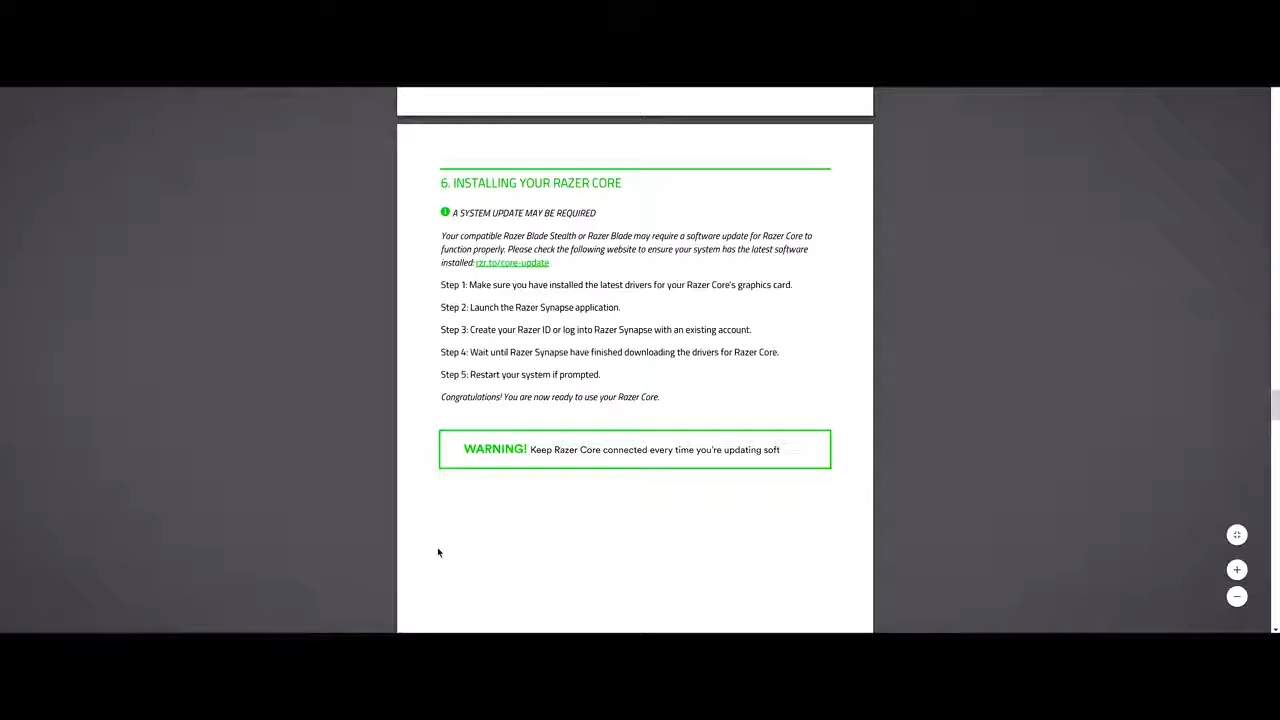 6. INSTALLING YOUR RAZER CORE
A SYSTEM UPDATE MAY BE REQUIRED
Your compatible Razer Blade Stealth or Razer Blade may require a software update for Razer Core to
function properly. Please check the following website to ensure your system has the latest software
installed: rzr.to/core-update
Step 1: Make sure you have installed the latest drivers for your Razer Core's graphics card.
Step 2: Launch the Razer Synapse application.
Step 3: Create your Razer ID or log into Razer Synapse with an existing account.
Step 4: Wait until Razer Synapse have finished downloading the drivers for Razer Core.
Step 5: Restart your system if prompted.
Congratulations! You are now ready to use your Razer Core.
WARNING! Keep Razer Core connected every time you're updating soft